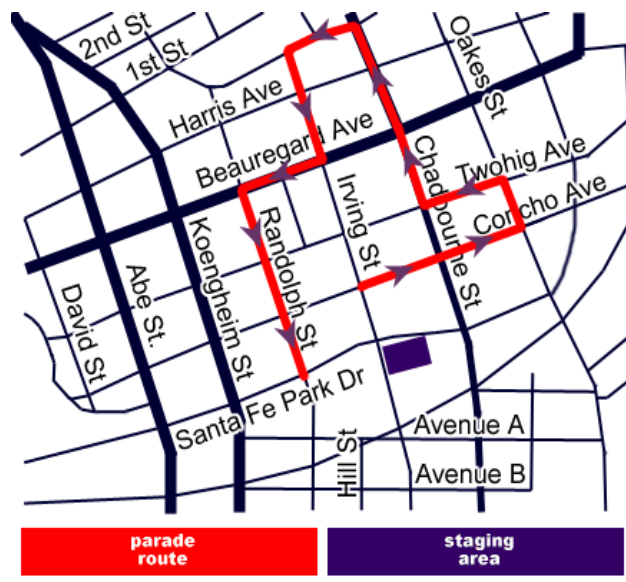 2nd St
1st St
Oakes St
Harris Ave
Beauregard Ave
Chadbourne St
Twohig Ave
Concho Ave
Irving St
Randolph St
Koengheim St
Abe St.
David St
Santa Fe Park Dr
Hill St
Avenue A
Avenue B
parade
route
staging
area